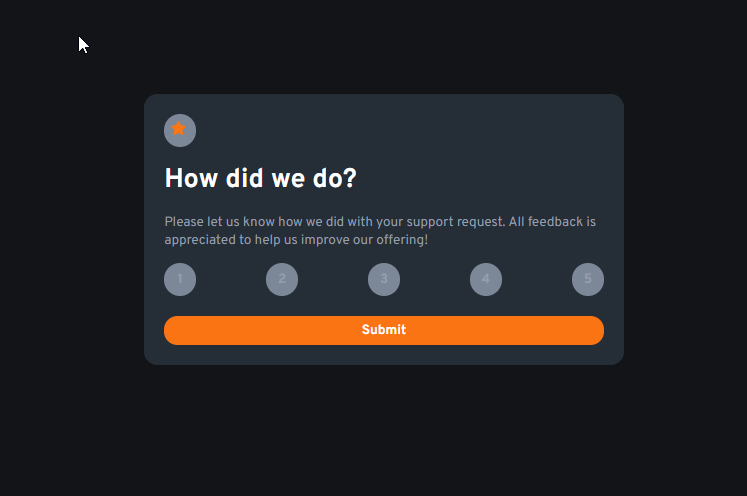 How did we do?
Please let us know how we did with your support request. All feedback is
appreciated to help us improve our offering!
1 2 3 4 5
Submit